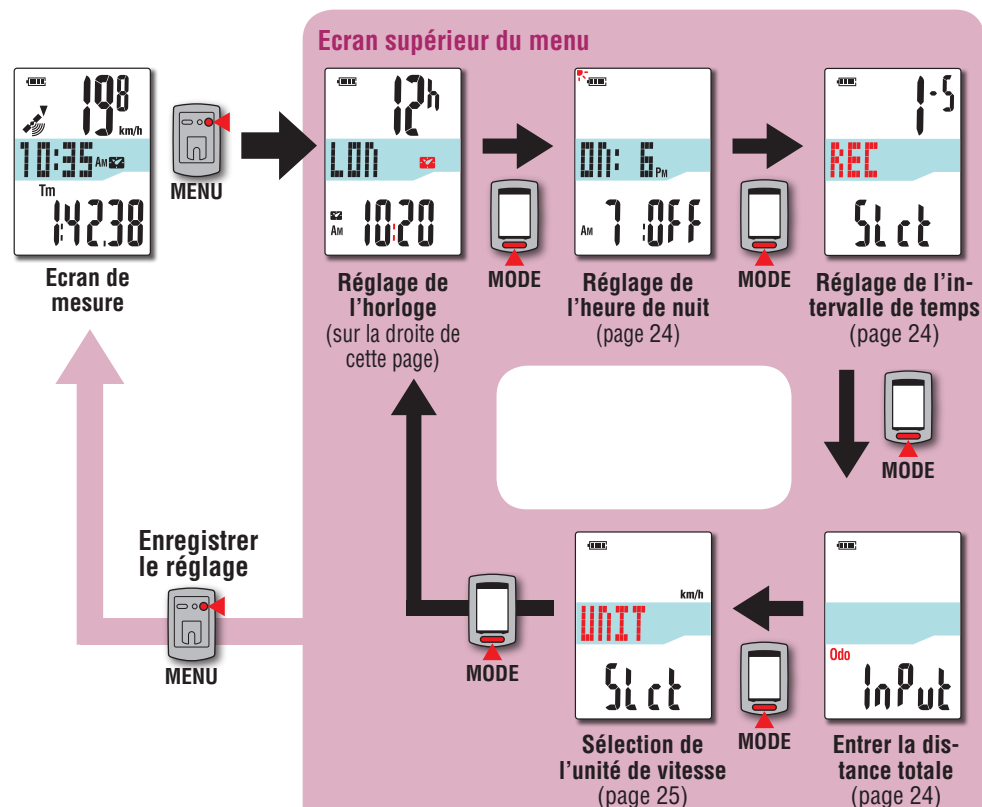 Ecran supérieur du menu
19 8
km/h
10:35 AM
Tm
1:42.38
MENU
Ecran de
mesure
12h
LON
AM 10:20
MODE
Réglage de
l'horloge
(sur la droite de
cette page)
ON: 6 PM
AM 7 :OFF
MODE
Réglage de
l'heure de nuit
(page 24)
1-S
REC
SLct
Réglage de l'in-
tervalle de temps
(page 24)
MODE
Odo
InPut
Entrer la dis-
tance totale
(page 24)
MODE
km/h
UNIT
SLct
Sélection de
l'unité de vitesse
(page 25)
MODE
Enregistrer
le réglage
MENU